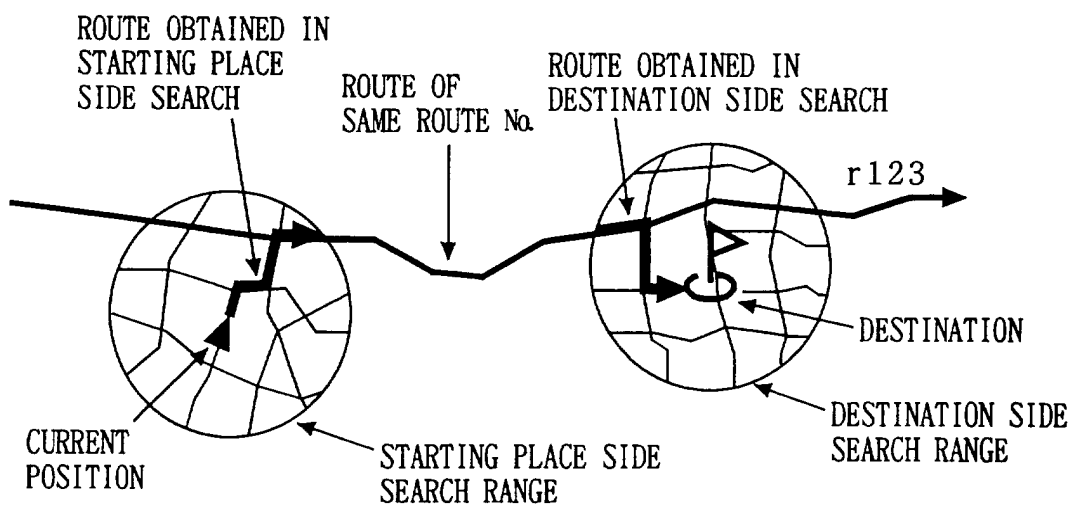 ROUTE OBTAINED IN
STARTING PLACE
SIDE SEARCH
ROUTE OF
SAME ROUTE No.
ROUTE OBTAINED IN
DESTINATION SIDE SEARCH
r123
DESTINATION
DESTINATION SIDE
SEARCH RANGE
CURRENT
POSITION
STARTING PLACE SIDE
SEARCH RANGE